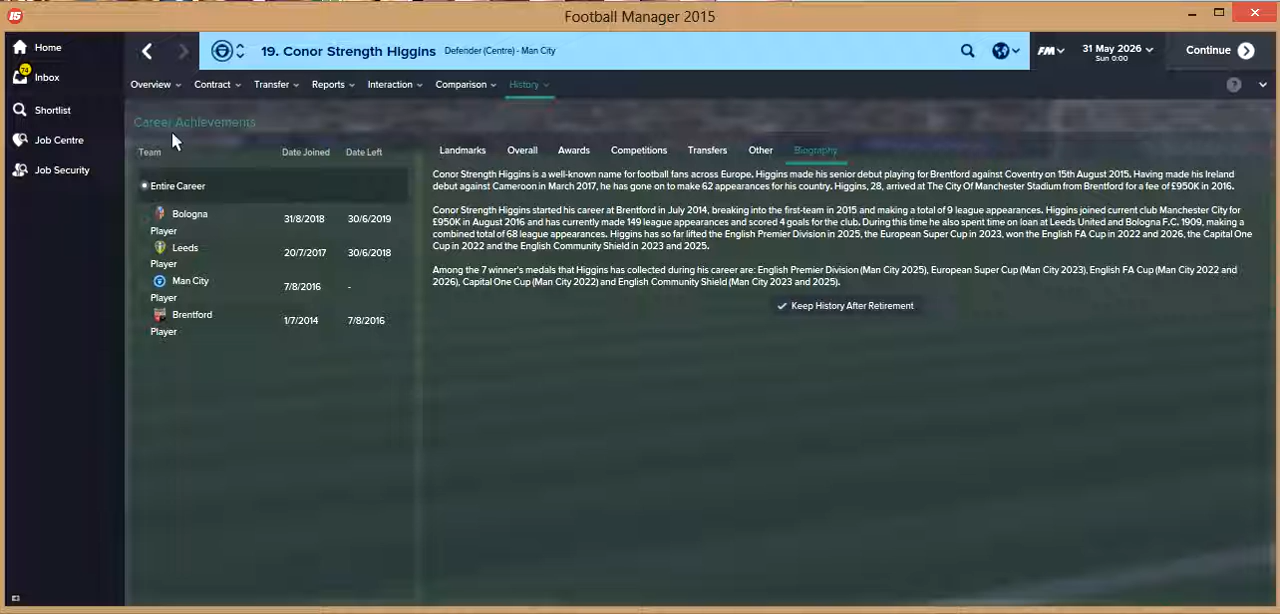 Football Manager 2015
Home
Inbox
74
Shortlist
Job Centre
Job Security
19. Conor Strength Higgins Defender (Centre) - Man City
FM
31 May 2026
Sun 0:00
Continue
Overview Contract Transfer Reports Interaction Comparison History
Career Achievements
Team Date Joined Date Left
Entire Career
Bologna 31/8/2018 30/6/2019
Player
Leeds 20/7/2017 30/6/2018
Player
Man City 7/8/2016 -
Player
Brentford 1/7/2014 7/8/2016
Player
Landmarks Overall Awards Competitions Transfers Other Biography
Conor Strength Higgins is a well-known name for football fans across Europe. Higgins made his senior debut playing for Brentford against Coventry on 15th August 2015. Having made his Ireland
debut against Cameroon in March 2017, he has gone on to make 62 appearances for his country. Higgins, 28, arrived at The City Of Manchester Stadium from Brentford for a fee of £950K in 2016.
Conor Strength Higgins started his career at Brentford in July 2014, breaking into the first-team in 2015 and making a total of 9 league appearances. Higgins joined current club Manchester City for
£950K in August 2016 and has currently made 149 league appearances and scored 4 goals for the club. During this time he also spent time on loan at Leeds United and Bologna F.C. 1909, making a
combined total of 68 league appearances. Higgins has so far lifted the English Premier Division in 2025, the European Super Cup in 2023, won the English FA Cup in 2022 and 2026, the Capital One
Cup in 2022 and the English Community Shield in 2023 and 2025.
Among the 7 winner's medals that Higgins has collected during his career are: English Premier Division (Man City 2025), European Super Cup (Man City 2023), English FA Cup (Man City 2022 and
2026), Capital One Cup (Man City 2022) and English Community Shield (Man City 2023 and 2025).
Keep History After Retirement